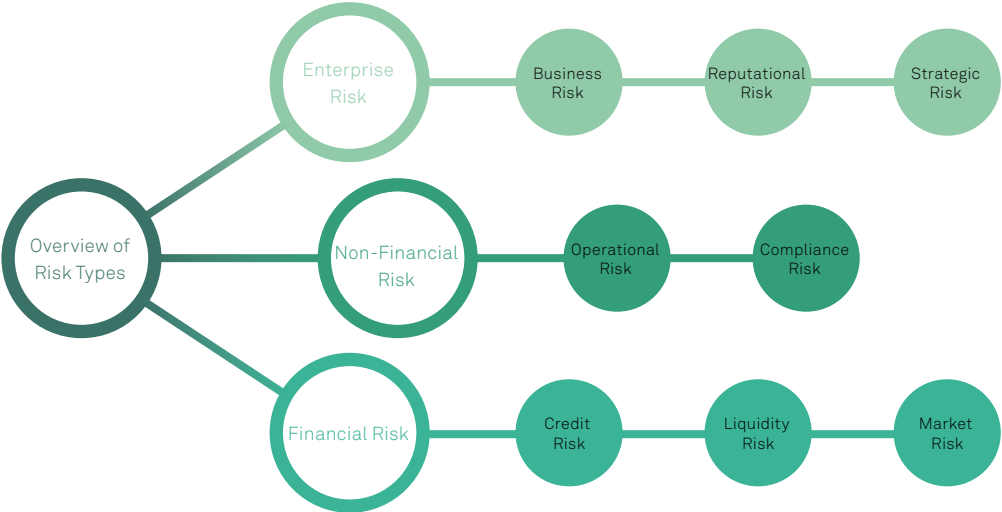 Enterprise
Risk
Business
Risk
Reputational
Risk
Strategic
Risk
Overview of
Risk Types
Non-Financial
Risk
Operational
Risk
Compliance
Risk
Financial Risk
Credit
Risk
Liquidity
Risk
Market
Risk